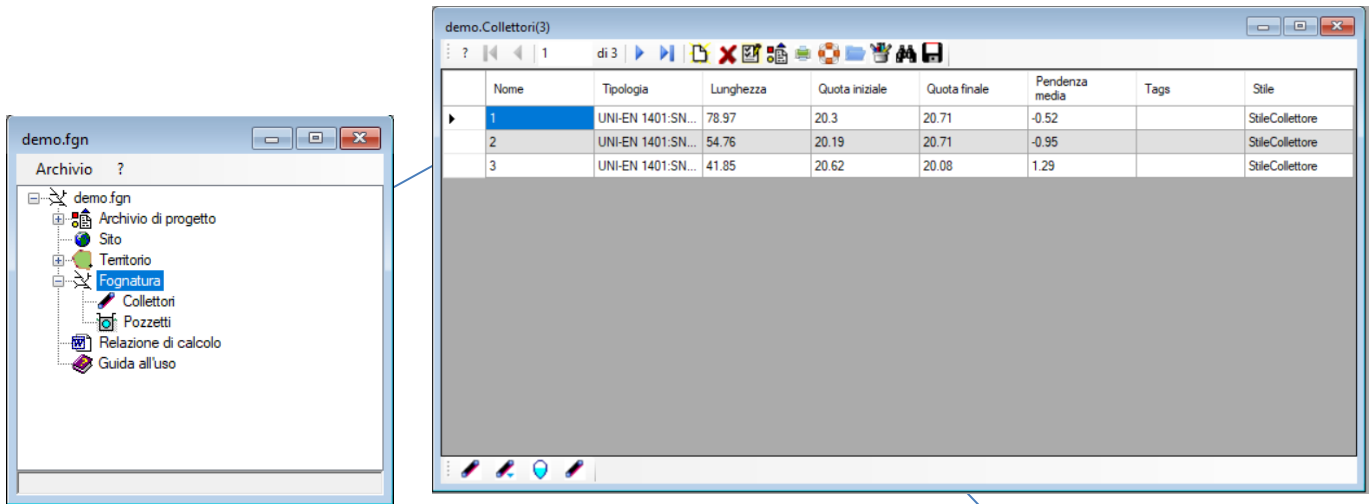 demo.Collettori(3)
? 1 di 3
Nome Tipologia Lunghezza Quota iniziale Quota finale Pendenza media Tags Stile
1 UNI-EN 1401:SN... 78.97 20.3 20.71 -0.52 StileCollettore
2 UNI-EN 1401:SN... 54.76 20.19 20.71 -0.95 StileCollettore
3 UNI-EN 1401:SN... 41.85 20.62 20.08 1.29 StileCollettore
demo.fgn
Archivio ?
demo.fgn
Archivio di progetto
Sito
Territorio
Fognatura
Collettori
Pozzetti
Relazione di calcolo
Guida all'uso